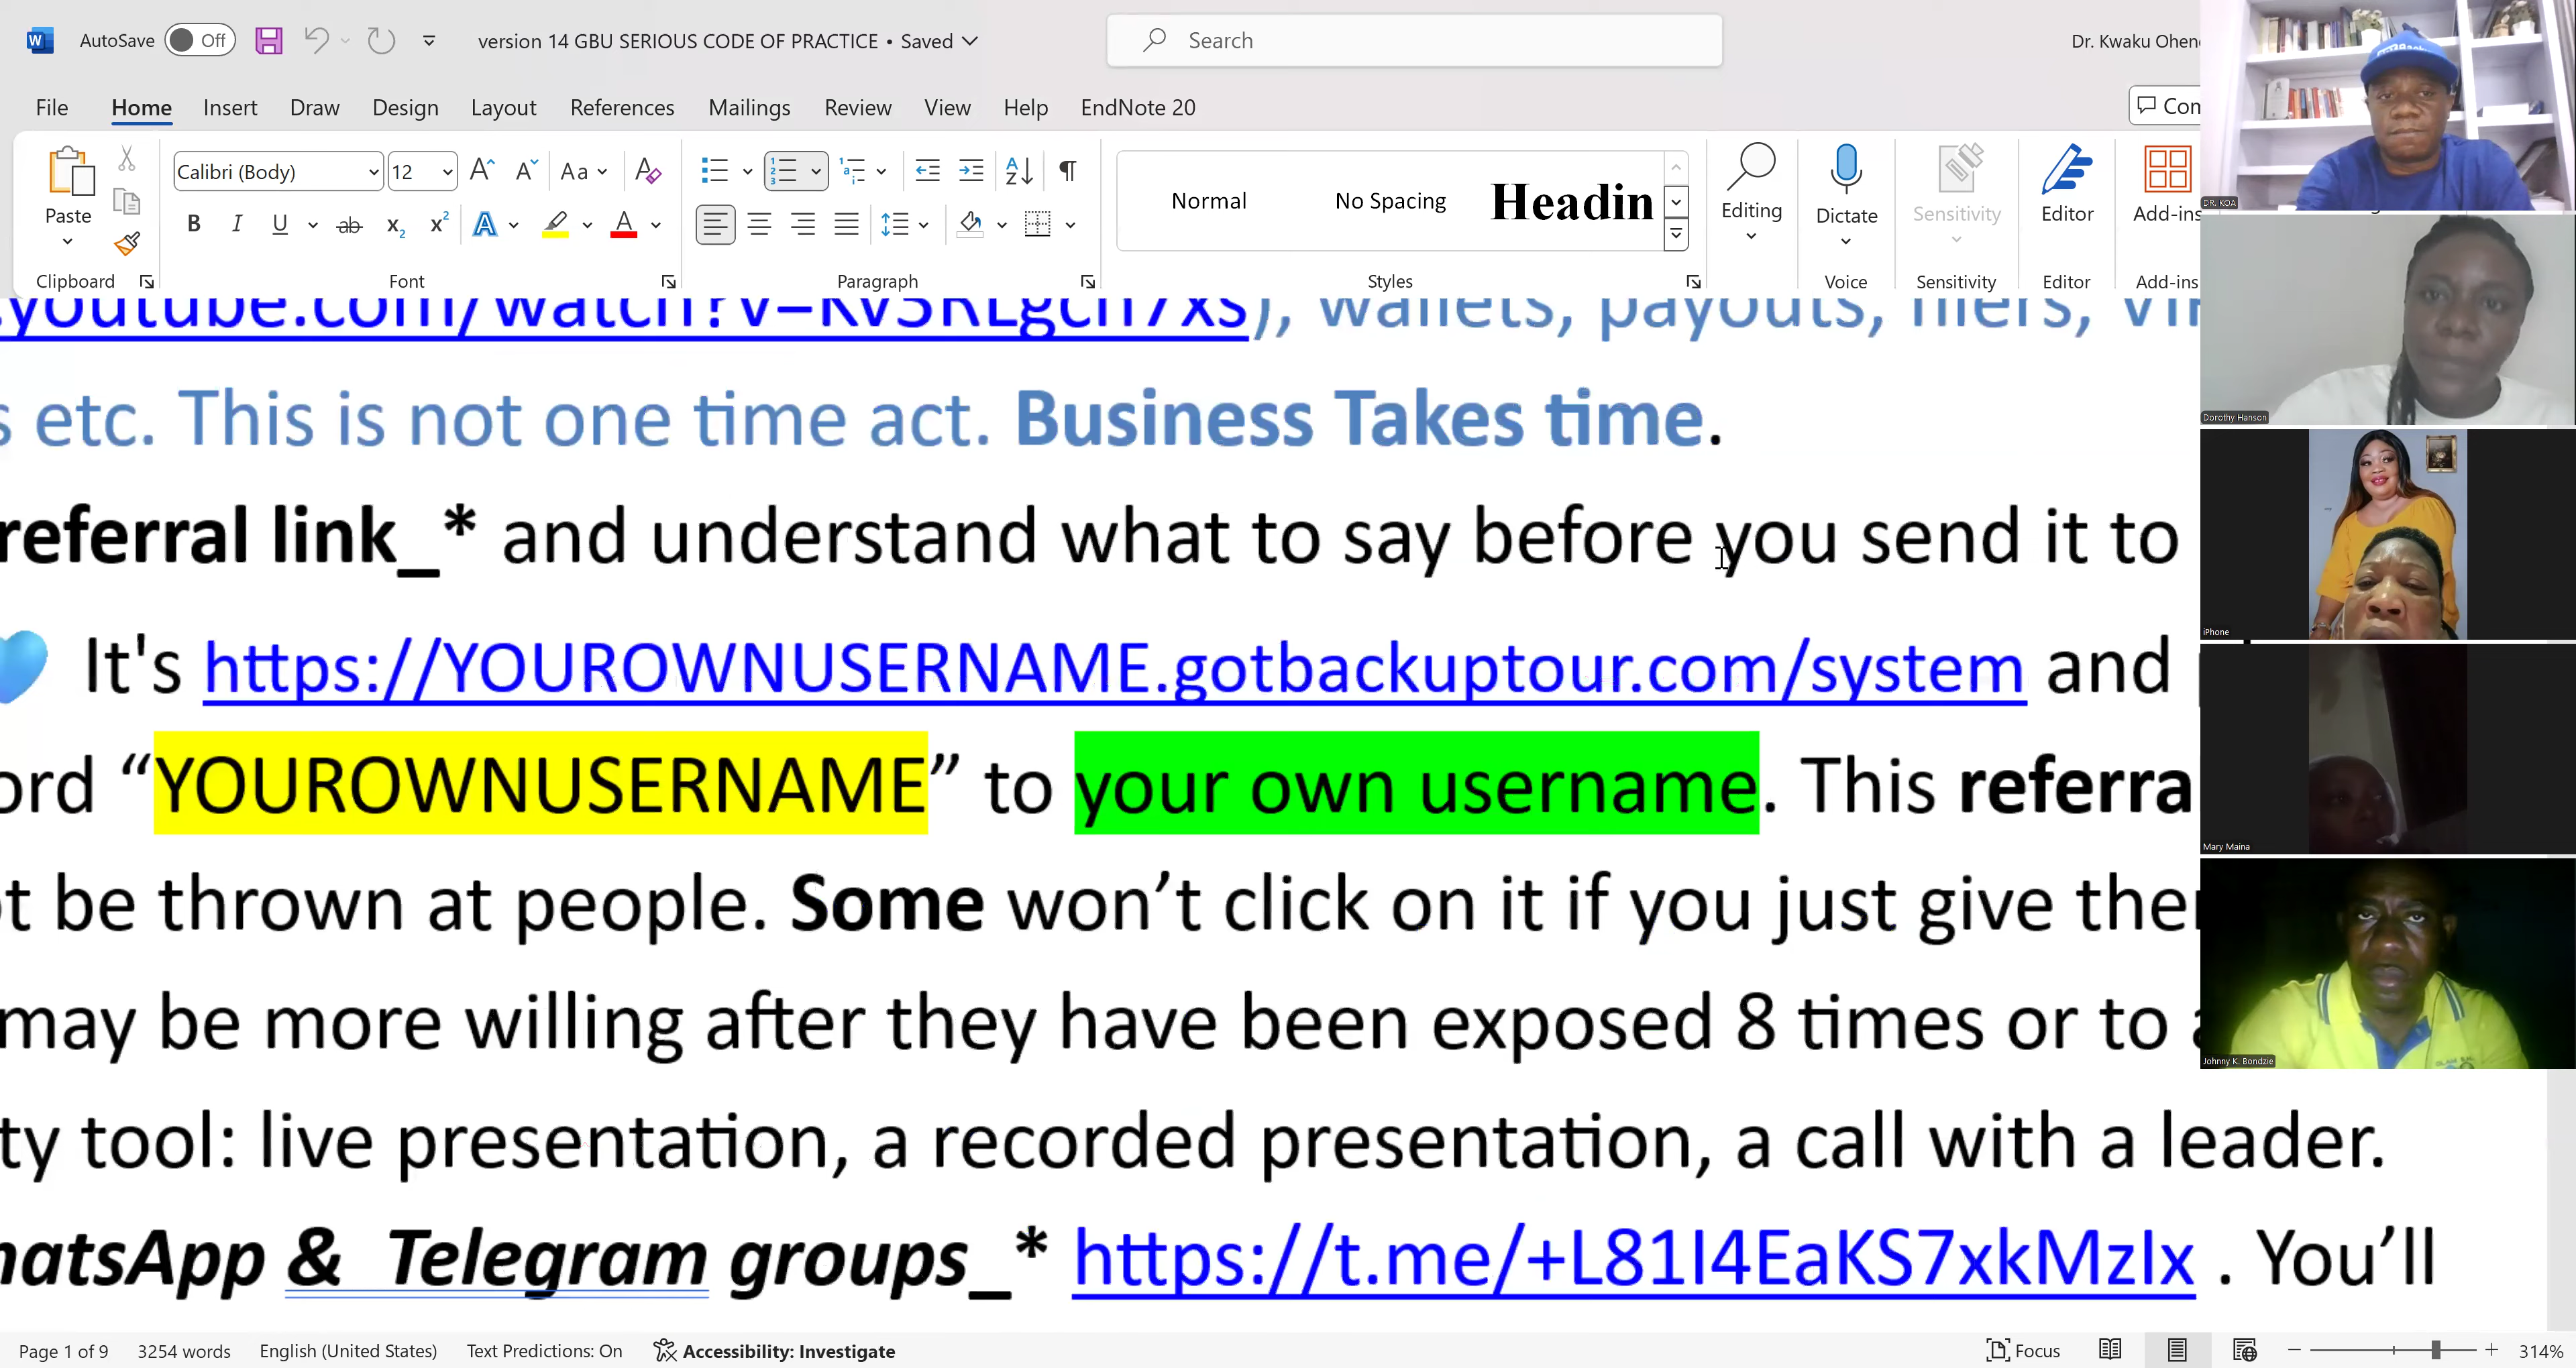 AutoSave Off version 14 GBU SERIOUS CODE OF PRACTICE • Saved Search
File Home Insert Draw Design Layout References Mailings Review View Help EndNote 20
Calibri (Body) 12
Paste
Normal No Spacing Headin
Editing Dictate Sensitivity Editor Add-ins
Clipboard Font Paragraph Styles Voice Sensitivity Editor Add-ins
wallets, payouts,
s etc. This is not one time act. Business Takes time.
referral link_* and understand what to say before you send it to
It's https://YOUROWNUSERNAME.gotbackuptour.com/system and
ord “YOUROWNUSERNAME” to your own username. This referra
t be thrown at people. Some won’t click on it if you just give
may be more willing after they have been exposed 8 times or to
ty tool: live presentation, a recorded presentation, a call with a leader.
hatsApp & Telegram groups_* https://t.me/+L81I4EaKS7xkMzIx . You’ll
Page 1 of 9 3254 words English (United States) Text Predictions: On Accessibility: Investigate Focus 314%
Dr. Kwaku
DR. KOA
Dorothy Hanson
iPhone
Mary Maina
Johnny K. Bondzie